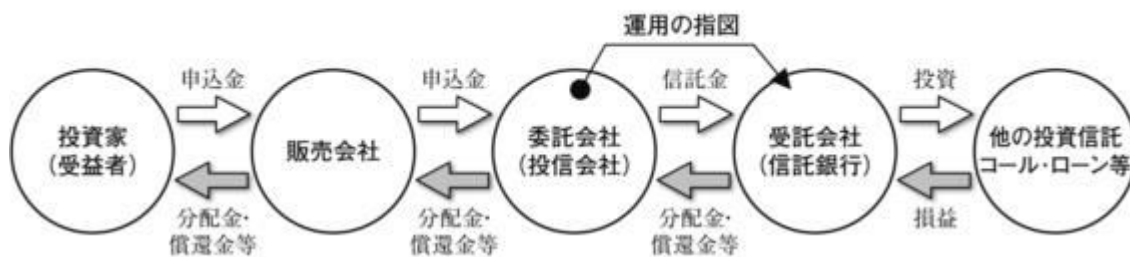 運用の指図
申込金
申込金
信託金
投資
投資家
(受益者)
販売会社
委託会社
(投信会社)
受託会社
(信託銀行)
他の投資信託
コール・ローン等
分配金・
償還金等
分配金・
償還金等
分配金・
償還金等
損益